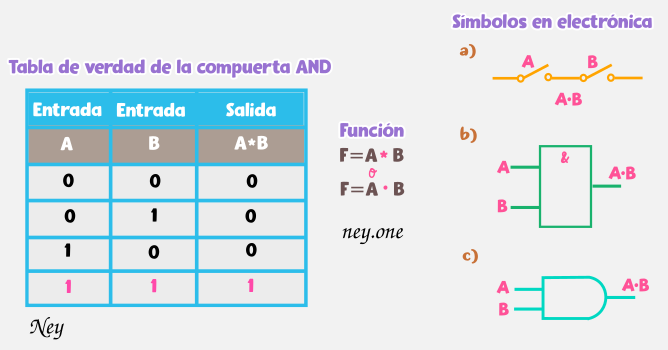 Tabla de verdad de la compuerta AND
Entrada Entrada Salida
A B A*B
0 0 0
0 1 0
1 0 0
1 1 1
Ney
Función
F=A * B
o
F=A · B
ney.one
Símbolos en electrónica
a)
A B
A·B
b)
&
A
B
A·B
c)
A
B
A·B